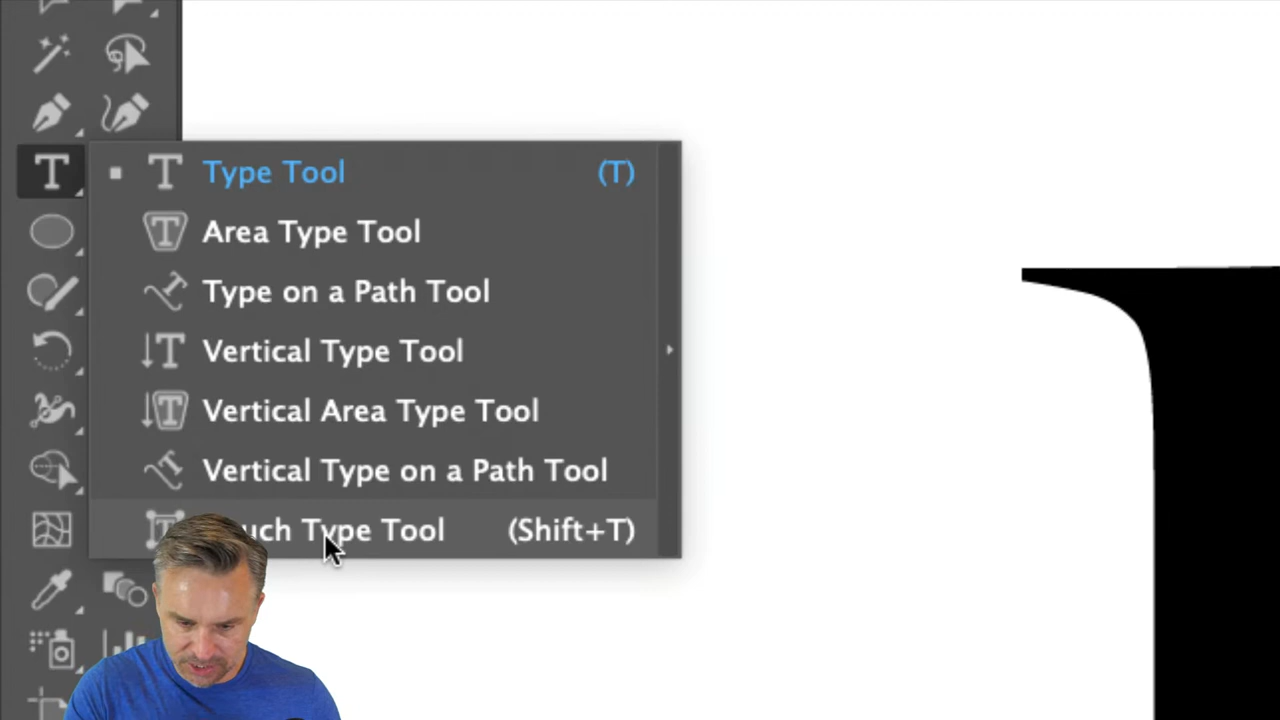 Type Tool (T)
Area Type Tool
Type on a Path Tool
Vertical Type Tool
Vertical Area Type Tool
Vertical Type on a Path Tool
Type Tool (Shift+T)